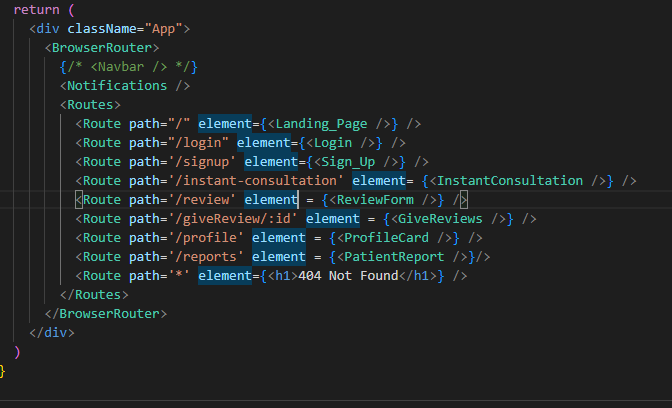 return (
<div className="App">
<BrowserRouter>
{/* <Navbar /> */}
<Notifications />
<Routes>
<Route path="/" element={<Landing_Page />} />
<Route path="/login" element={<Login />} />
<Route path='/signup' element={<Sign_Up />} />
<Route path='/instant-consultation' element= {<InstantConsultation />} />
<Route path='/review' element = {<ReviewForm />} />
<Route path='/giveReview/:id' element = {<GiveReviews />} />
<Route path='/profile' element = {<ProfileCard />} />
<Route path='/reports' element = {<PatientReport />}/>
<Route path='*' element={<h1>404 Not Found</h1>} />
</Routes>
</BrowserRouter>
</div>
)
}